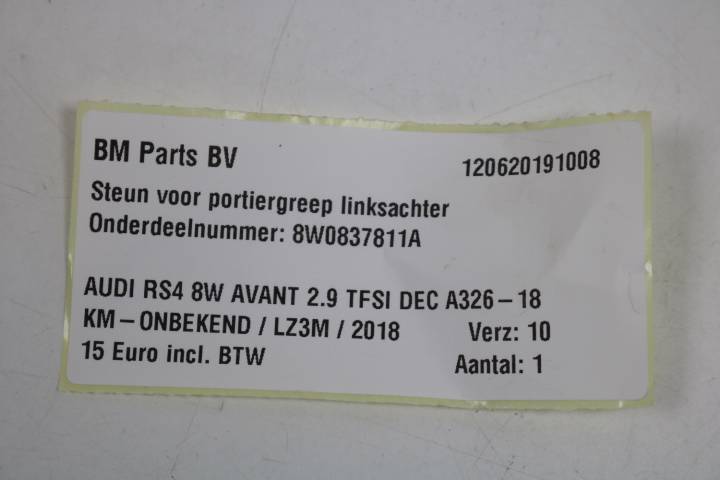 BM Parts BV 120620191008
Steun voor portiergreep linksachter
Onderdeelnummer: 8W0837811A
AUDI RS4 8W AVANT 2.9 TFSI DEC A326-18
KM-ONBEKEND / LZ3M / 2018 Verz: 10
15 Euro incl. BTW Aantal: 1